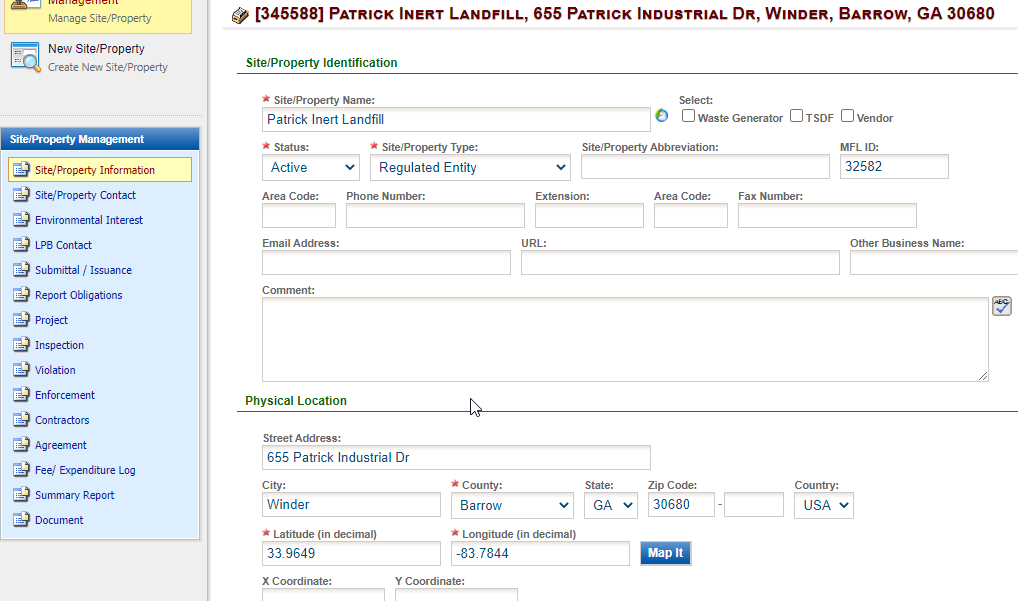 Management
Manage Site/Property
New Site/Property
Create New Site/Property
Site/Property Management
Site/Property Information
Site/Property Contact
Environmental Interest
LPB Contact
Submittal / Issuance
Report Obligations
Project
Inspection
Violation
Enforcement
Contractors
Agreement
Fee/ Expenditure Log
Summary Report
Document
[345588] Patrick Inert Landfill, 655 Patrick Industrial Dr, Winder, Barrow, GA 30680
Site/Property Identification
* Site/Property Name: Select:
Patrick Inert Landfill Waste Generator TSDF Vendor
* Status: * Site/Property Type: Site/Property Abbreviation: MFL ID:
Active Regulated Entity 32582
Area Code: Phone Number: Extension: Area Code: Fax Number:
Email Address: URL: Other Business Name:
Comment:
ABC
Physical Location
Street Address:
655 Patrick Industrial Dr
City: * County: State: Zip Code: Country:
Winder Barrow GA 30680 - USA
* Latitude (in decimal) * Longitude (in decimal)
33.9649 -83.7844 Map It
X Coordinate: Y Coordinate: